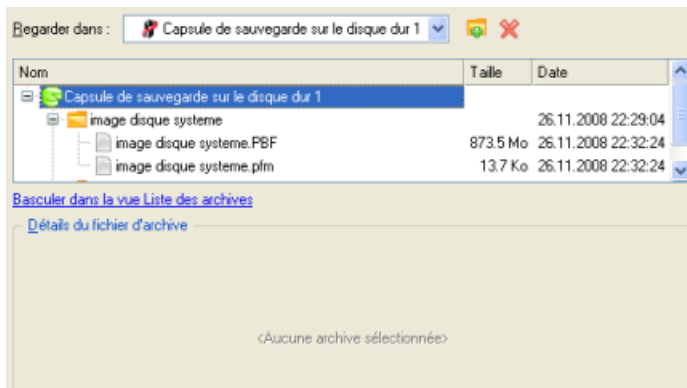 Regarder dans : Capsule de sauvegarde sur le disque dur 1
Nom Taille Date
Capsule de sauvegarde sur le disque dur 1
image disque systeme 26.11.2008 22:29:04
image disque systeme.PBF 873.5 Mo 26.11.2008 22:32:24
image disque systeme.pfm 13.7 Ko 26.11.2008 22:32:24
Basculer dans la vue Liste des archives
Détails du fichier d'archive
<Aucune archive sélectionnée>